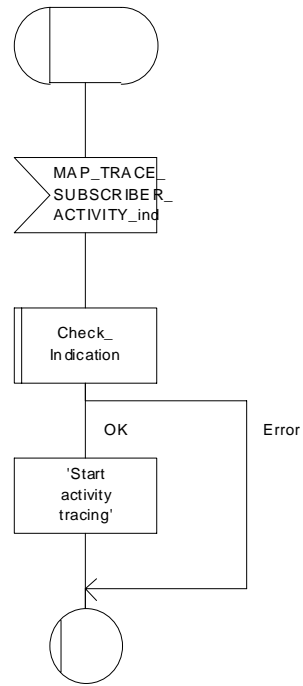 MAP_TRACE_
SUBSCRIBER_
ACTIVITY_ind
Check_
Indication
OK
Error
'Start
activity
tracing'